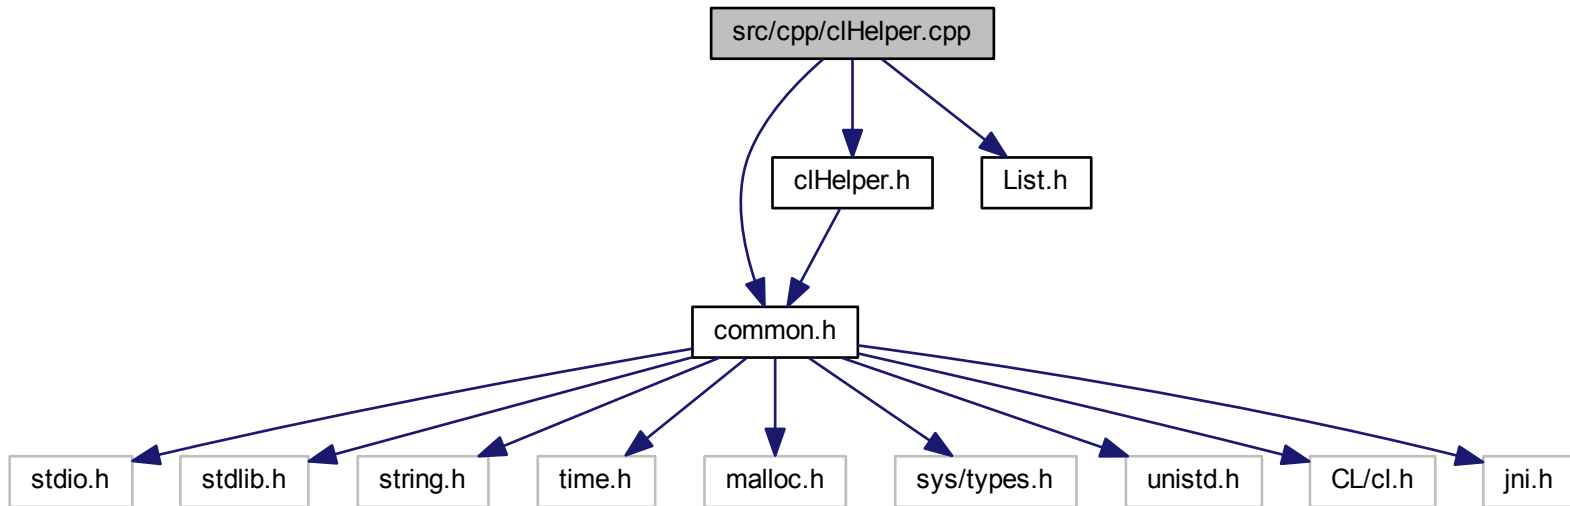 src/cpp/clHelper.cpp
clHelper.h
List.h
common.h
stdio.h
stdlib.h
string.h
time.h
malloc.h
sys/types.h
unistd.h
CL/cl.h
jni.h